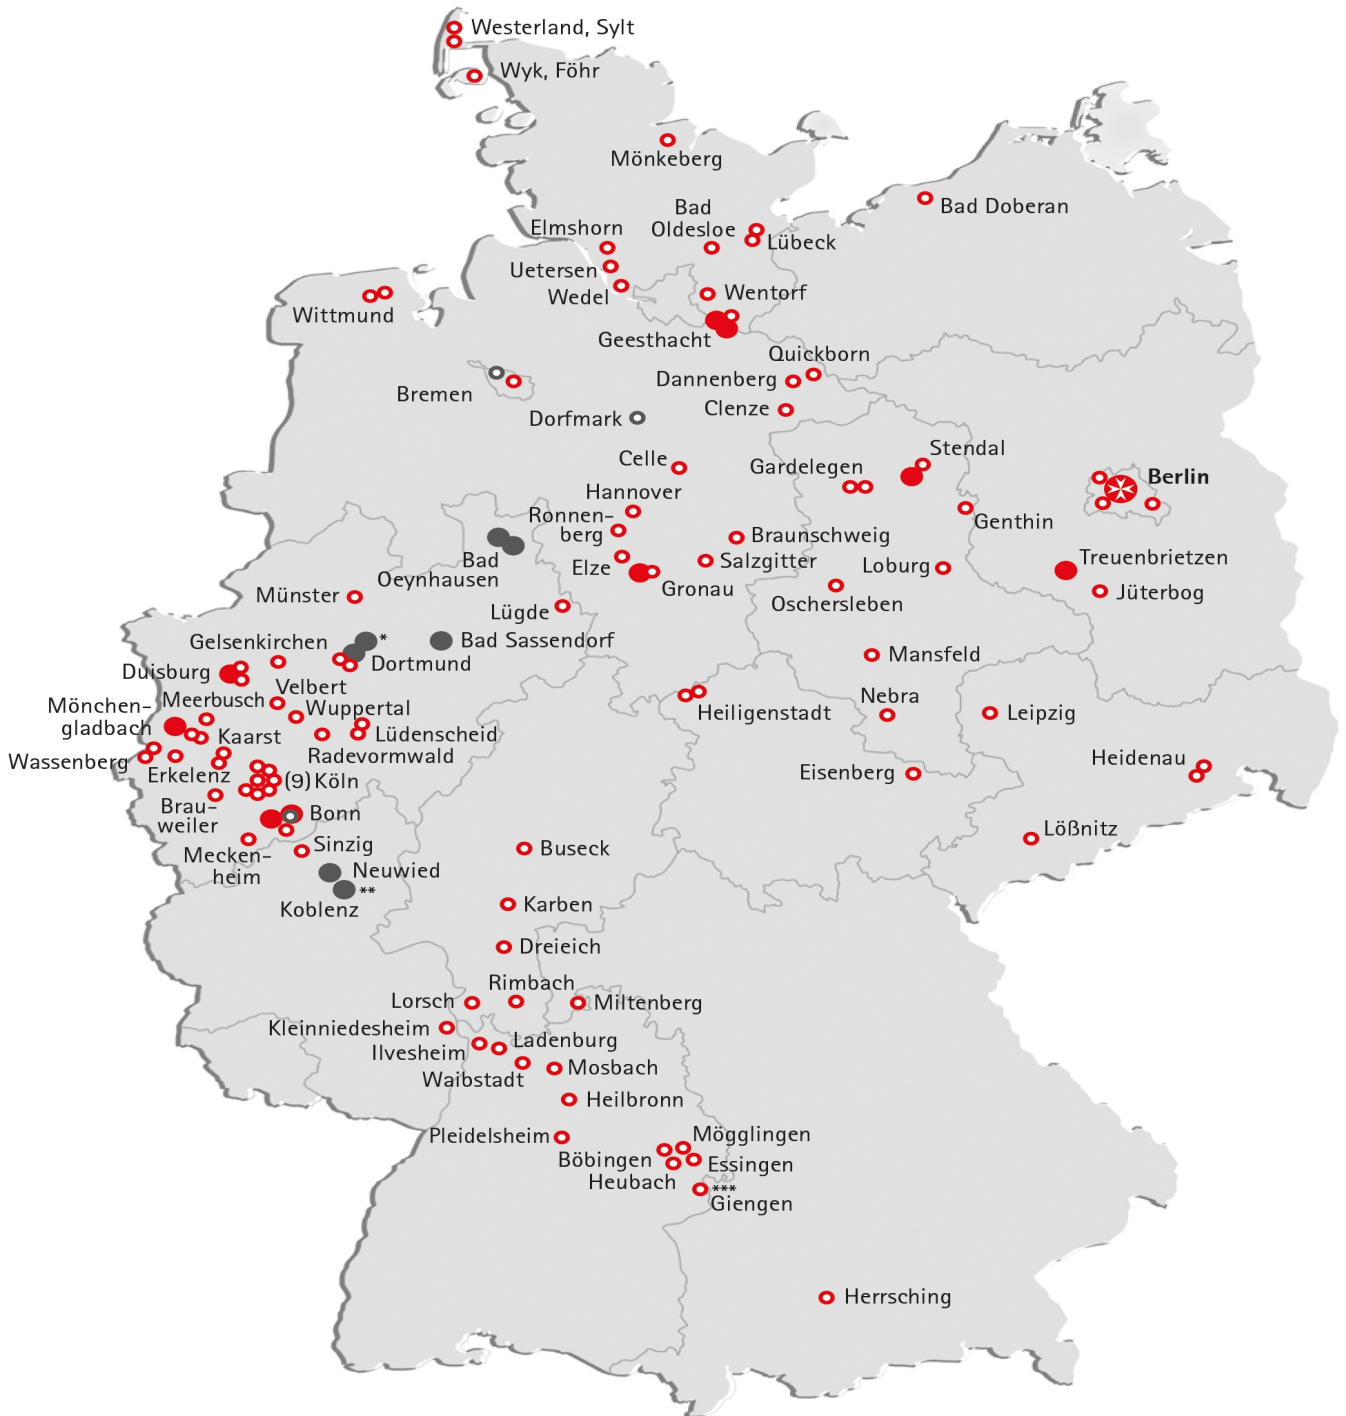 Westerland, Sylt
Wyk, Föhr
Mönkeberg
Bad Doberan
Bad
Oldesloe
Elmshorn
Lübeck
Uetersen
Wedel
Wentorf
Wittmund
Geesthacht
Quickborn
Dannenberg
Bremen
Clenze
Dorfmark
Stendal
Celle
Gardelegen
Berlin
Hannover
Ronnen-
berg
Genthin
Braunschweig
Bad
Oeynhausen
Elze
Salzgitter
Loburg
Treuenbrietzen
Gronau
Jüterbog
Münster
Oschersleben
Lügde
Gelsenkirchen
*
Bad Sassendorf
Dortmund
Mansfeld
Duisburg
Velbert
Meerbusch
Nebra
Mönchen-
gladbach
Wuppertal
Heiligenstadt
Leipzig
Kaarst
Lüdenscheid
Radevormwald
Wassenberg
Erkelenz
Heidenau
Eisenberg
(9) Köln
Brau-
weiler
Bonn
Lößnitz
Sinzig
Mecken-
heim
Buseck
Neuwied
**
Koblenz
Karben
Dreieich
Rimbach
Lorsch
Miltenberg
Kleinniedesheim
Ladenburg
Ilvesheim
Mosbach
Waibstadt
Heilbronn
Pleidelsheim
Mögglingen
Böbingen
Essingen
Heubach
***
Giengen
Herrsching